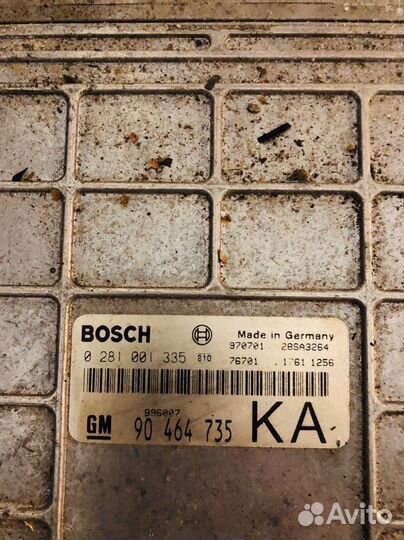 BOSCH Made in Germany
970701 28SA3264
0 281 001 335 810 76701 .1761 1256
996007
GM 90 464 735 KA
Avito